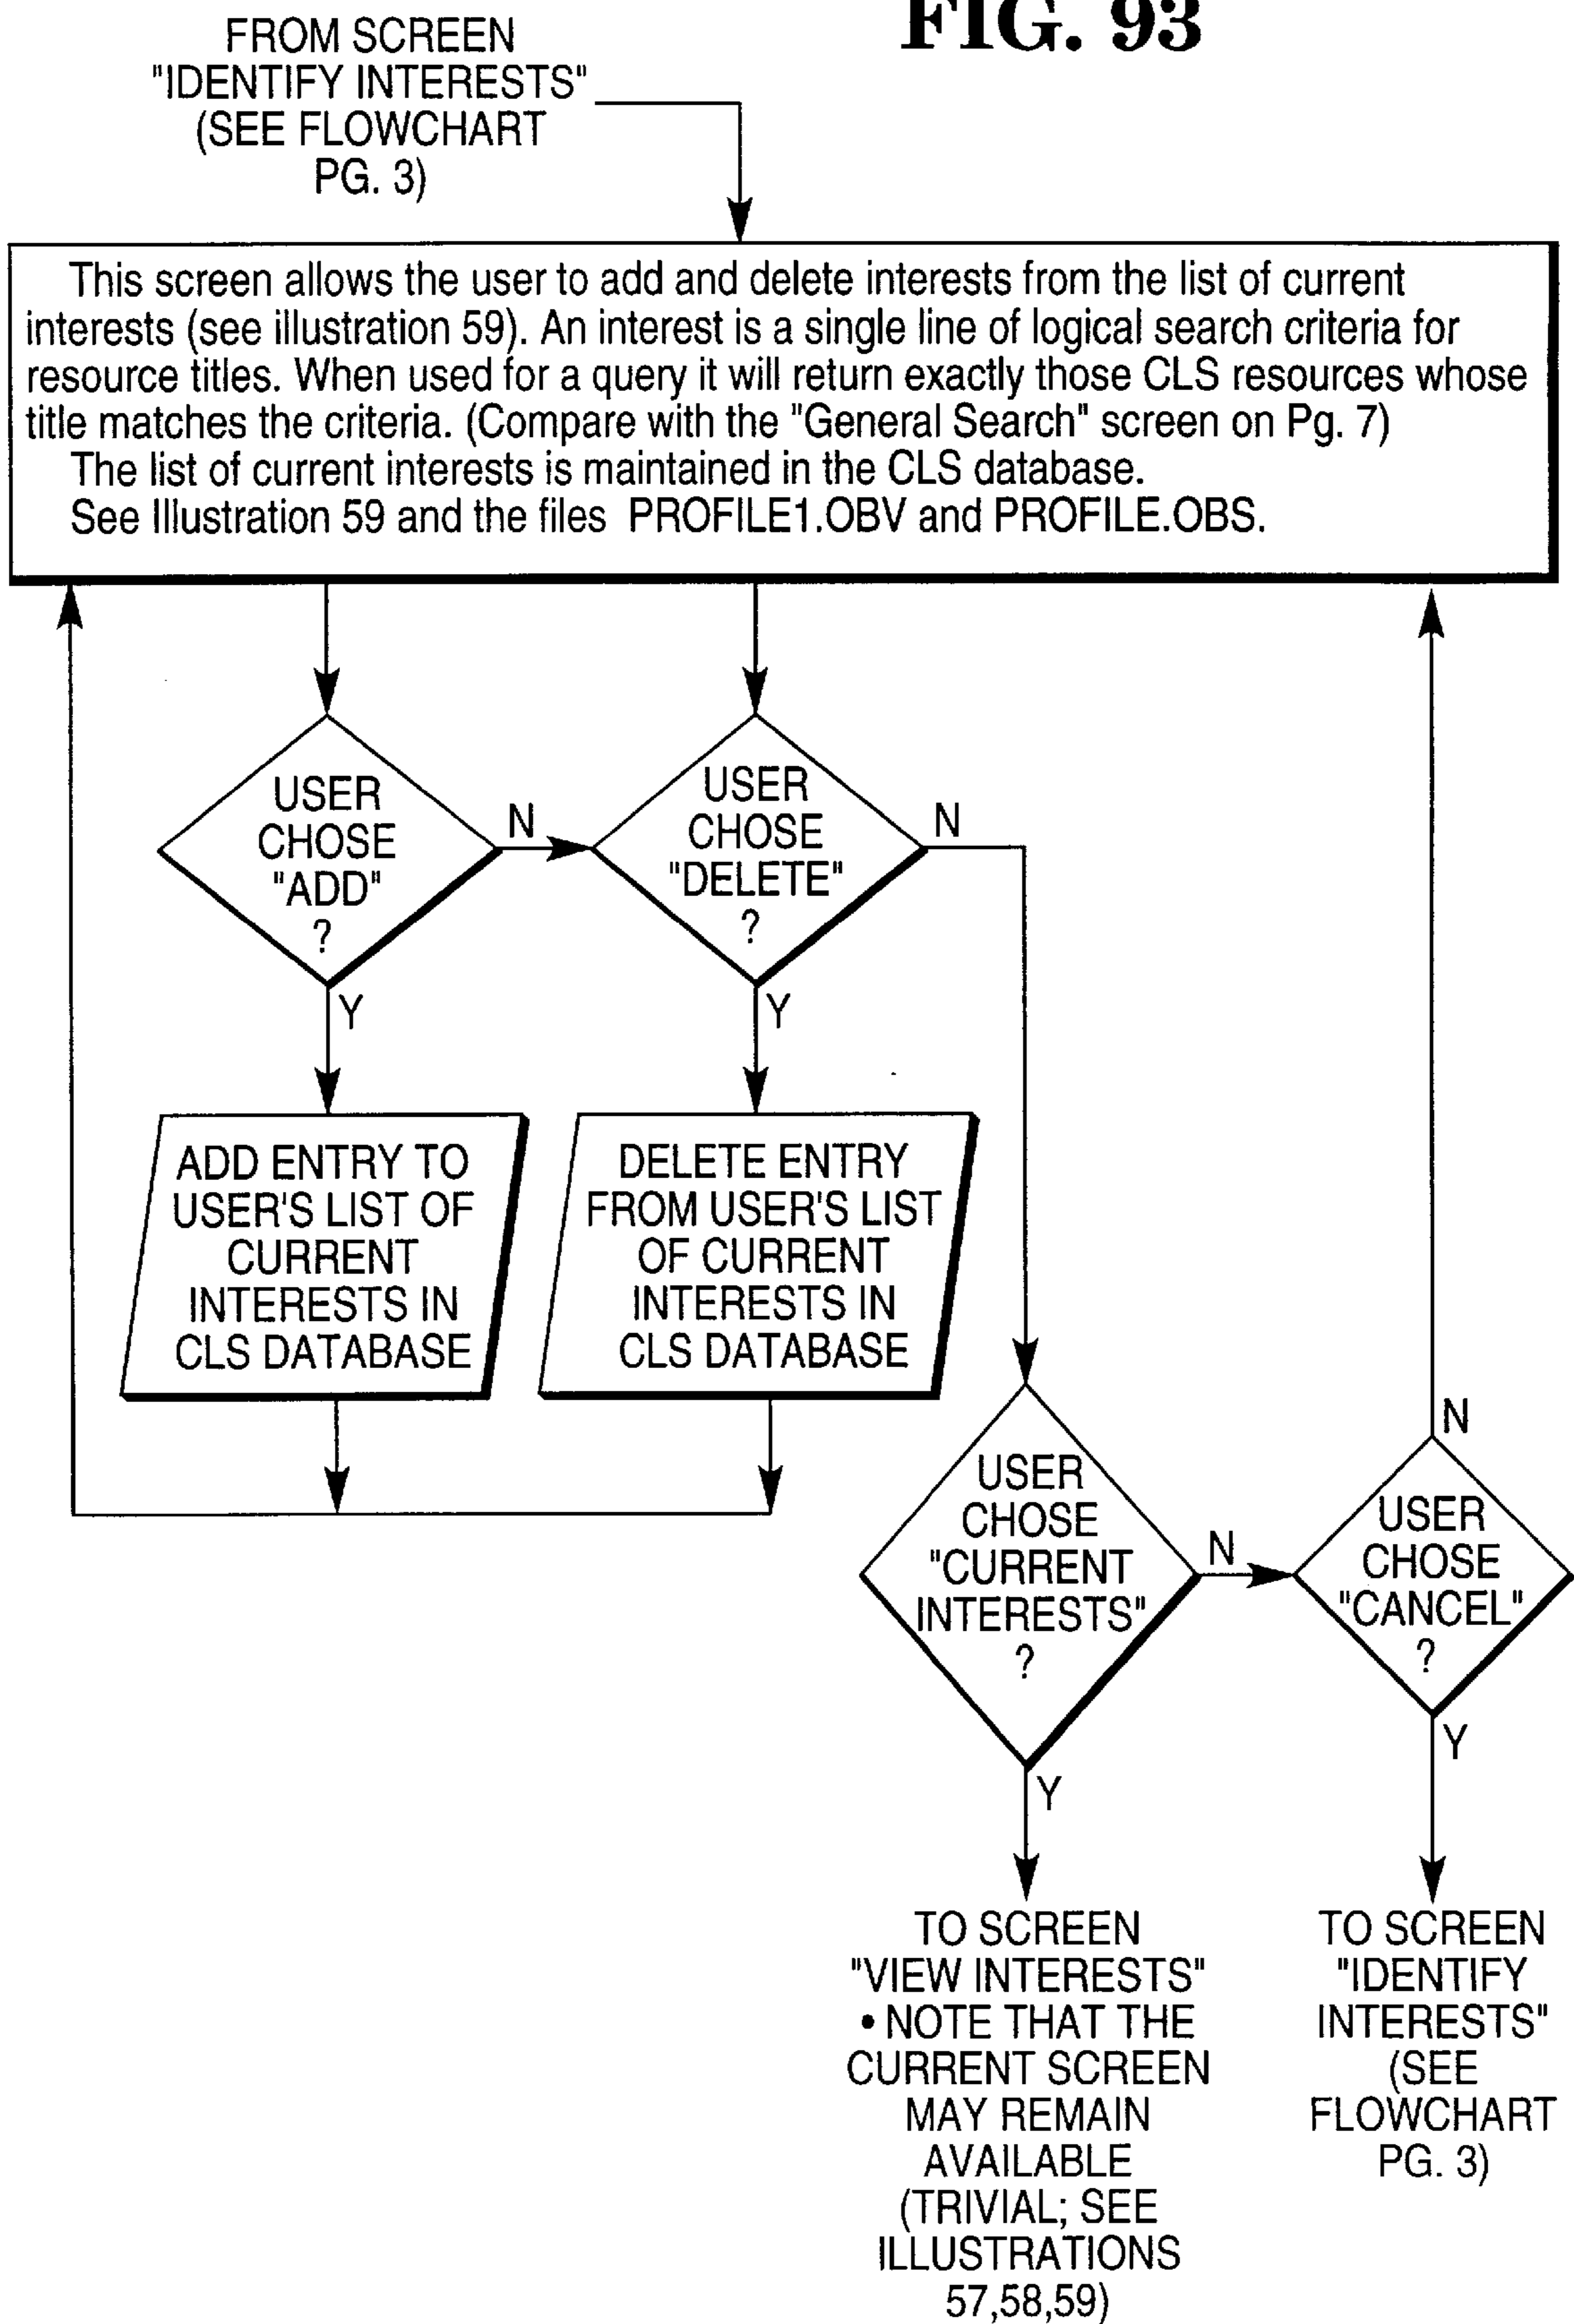 FIG. 93
FROM SCREEN
"IDENTIFY INTERESTS"
(SEE FLOWCHART
PG. 3)
This screen allows the user to add and delete interests from the list of current
interests (see illustration 59). An interest is a single line of logical search criteria for
resource titles. When used for a query it will return exactly those CLS resources whose
title matches the criteria. (Compare with the "General Search" screen on Pg. 7)
The list of current interests is maintained in the CLS database.
See Illustration 59 and the files PROFILE1.OBV and PROFILE.OBS.
USER
CHOSE
"ADD"
?
N
Y
USER
CHOSE
"DELETE"
?
N
Y
ADD ENTRY TO
USER'S LIST OF
CURRENT
INTERESTS IN
CLS DATABASE
DELETE ENTRY
FROM USER'S LIST
OF CURRENT
INTERESTS IN
CLS DATABASE
USER
CHOSE
"CURRENT
INTERESTS"
?
N
Y
N
USER
CHOSE
"CANCEL"
?
Y
TO SCREEN
"VIEW INTERESTS"
• NOTE THAT THE
CURRENT SCREEN
MAY REMAIN
AVAILABLE
(TRIVIAL; SEE
ILLUSTRATIONS
57,58,59)
TO SCREEN
"IDENTIFY
INTERESTS"
(SEE
FLOWCHART
PG. 3)